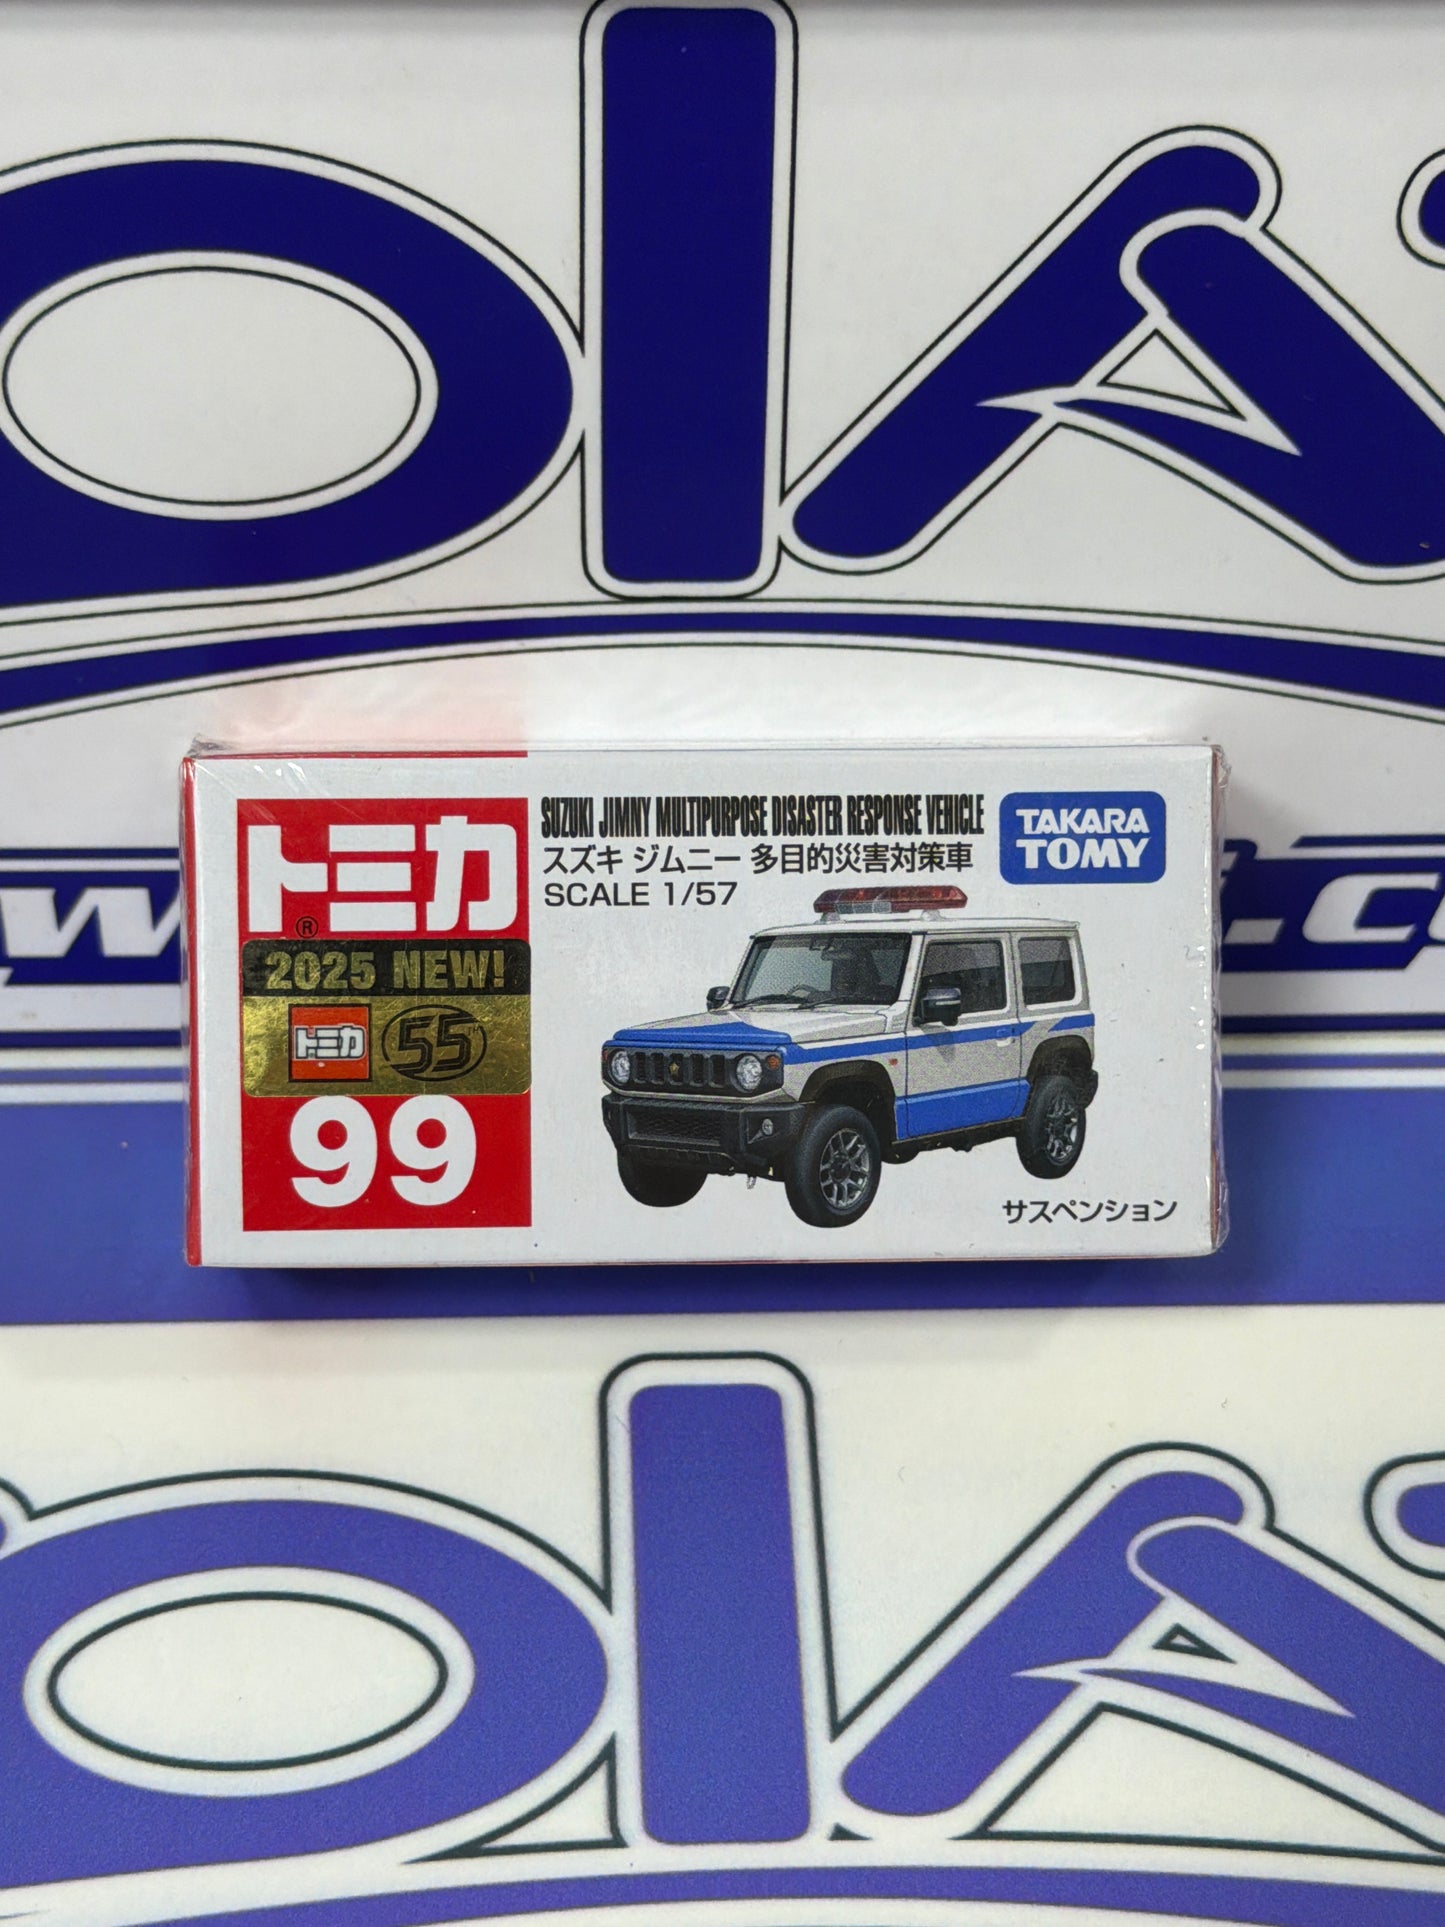 トミカ
®
2025 NEW!
トミカ 55TH
99
SUZUKI JIMNY MULTIPURPOSE DISASTER RESPONSE VEHICLE
スズキ ジムニー 多目的災害対策車
SCALE 1/57
TAKARA
TOMY
サスペンション